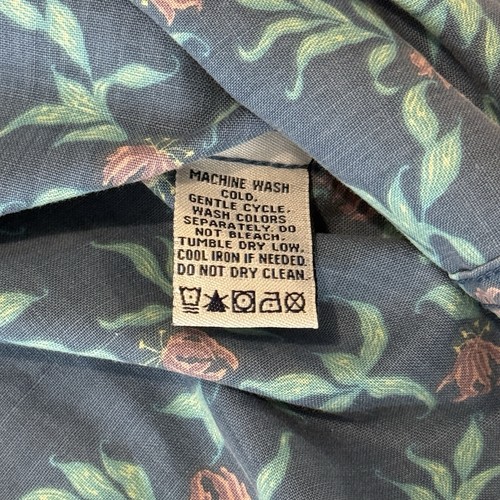 MACHINE WASH
COLD.
GENTLE CYCLE.
WASH COLORS
SEPARATELY. DO
NOT BLEACH.
TUMBLE DRY LOW.
COOL IRON IF NEEDED.
DO NOT DRY CLEAN.